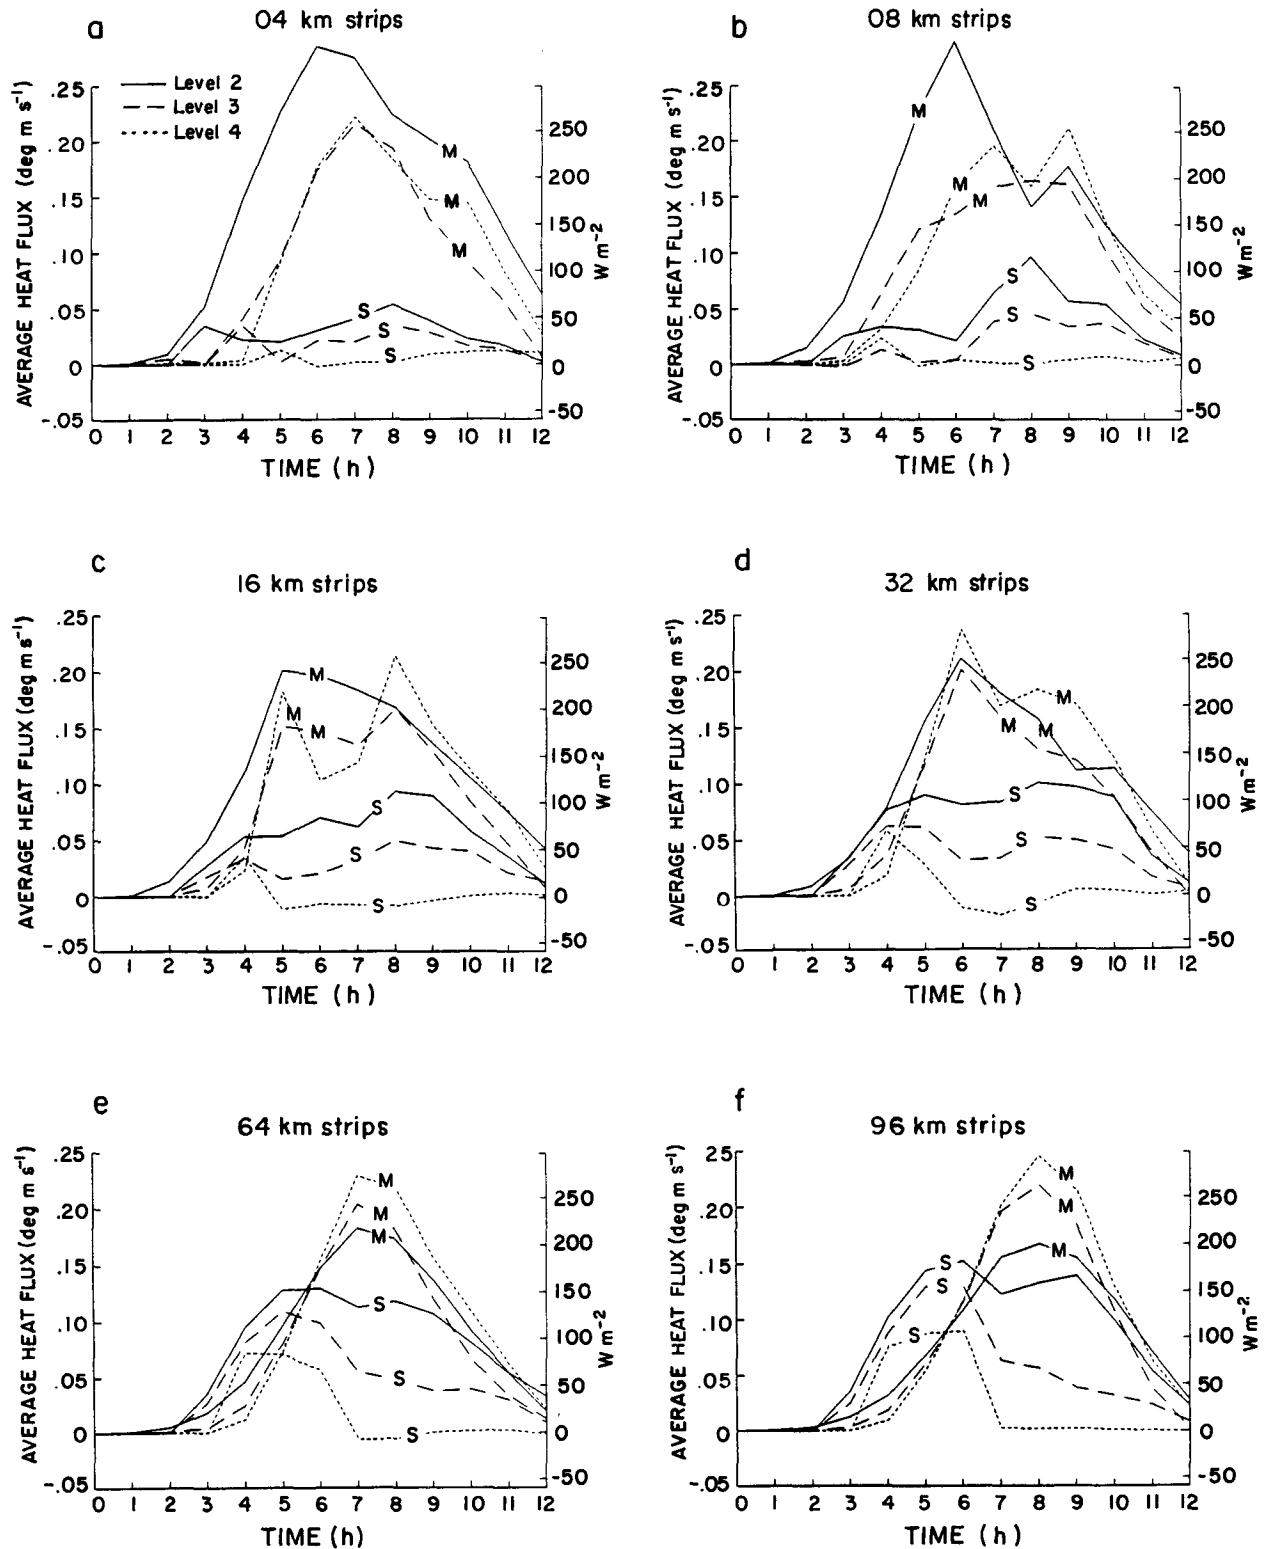 a
04 km strips
Level 2
Level 3
Level 4
AVERAGE HEAT FLUX (deg m s⁻¹)
.25
.20
.15
.10
.05
0
-.05
250
200
150
100
50
0
-50
W m⁻²
M
M
M
S
S
S
0 1 2 3 4 5 6 7 8 9 10 11 12
TIME (h)
b
08 km strips
AVERAGE HEAT FLUX (deg m s⁻¹)
.25
.20
.15
.10
.05
0
-.05
250
200
150
100
50
0
-50
W m⁻²
M
M
M
S
S
S
0 1 2 3 4 5 6 7 8 9 10 11 12
TIME (h)
c
16 km strips
AVERAGE HEAT FLUX (deg m s⁻¹)
.25
.20
.15
.10
.05
0
-.05
250
200
150
100
50
0
-50
W m⁻²
M
M
M
S
S
S
0 1 2 3 4 5 6 7 8 9 10 11 12
TIME (h)
d
32 km strips
AVERAGE HEAT FLUX (deg m s⁻¹)
.25
.20
.15
.10
.05
0
-.05
250
200
150
100
50
0
-50
W m⁻²
M
M
M
S
S
S
0 1 2 3 4 5 6 7 8 9 10 11 12
TIME (h)
e
64 km strips
AVERAGE HEAT FLUX (deg m s⁻¹)
.25
.20
.15
.10
.05
0
-.05
250
200
150
100
50
0
-50
W m⁻²
M
M
M
S
S
S
0 1 2 3 4 5 6 7 8 9 10 11 12
TIME (h)
f
96 km strips
AVERAGE HEAT FLUX (deg m s⁻¹)
.25
.20
.15
.10
.05
0
-.05
250
200
150
100
50
0
-50
W m⁻²
M
M
M
S
S
S
0 1 2 3 4 5 6 7 8 9 10 11 12
TIME (h)